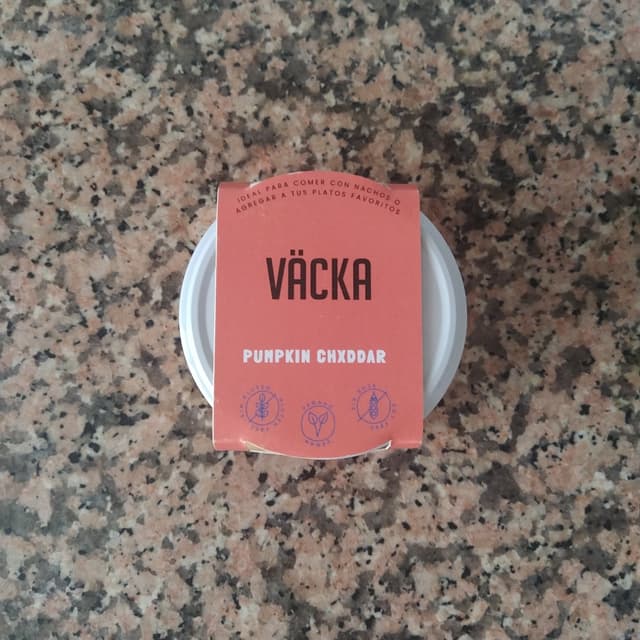 IDEAL PARA COMER CON NACHOS O
AGREGAR A TUS PLATOS FAVORITOS
VÄCKA
PUMPKIN CHXDDAR